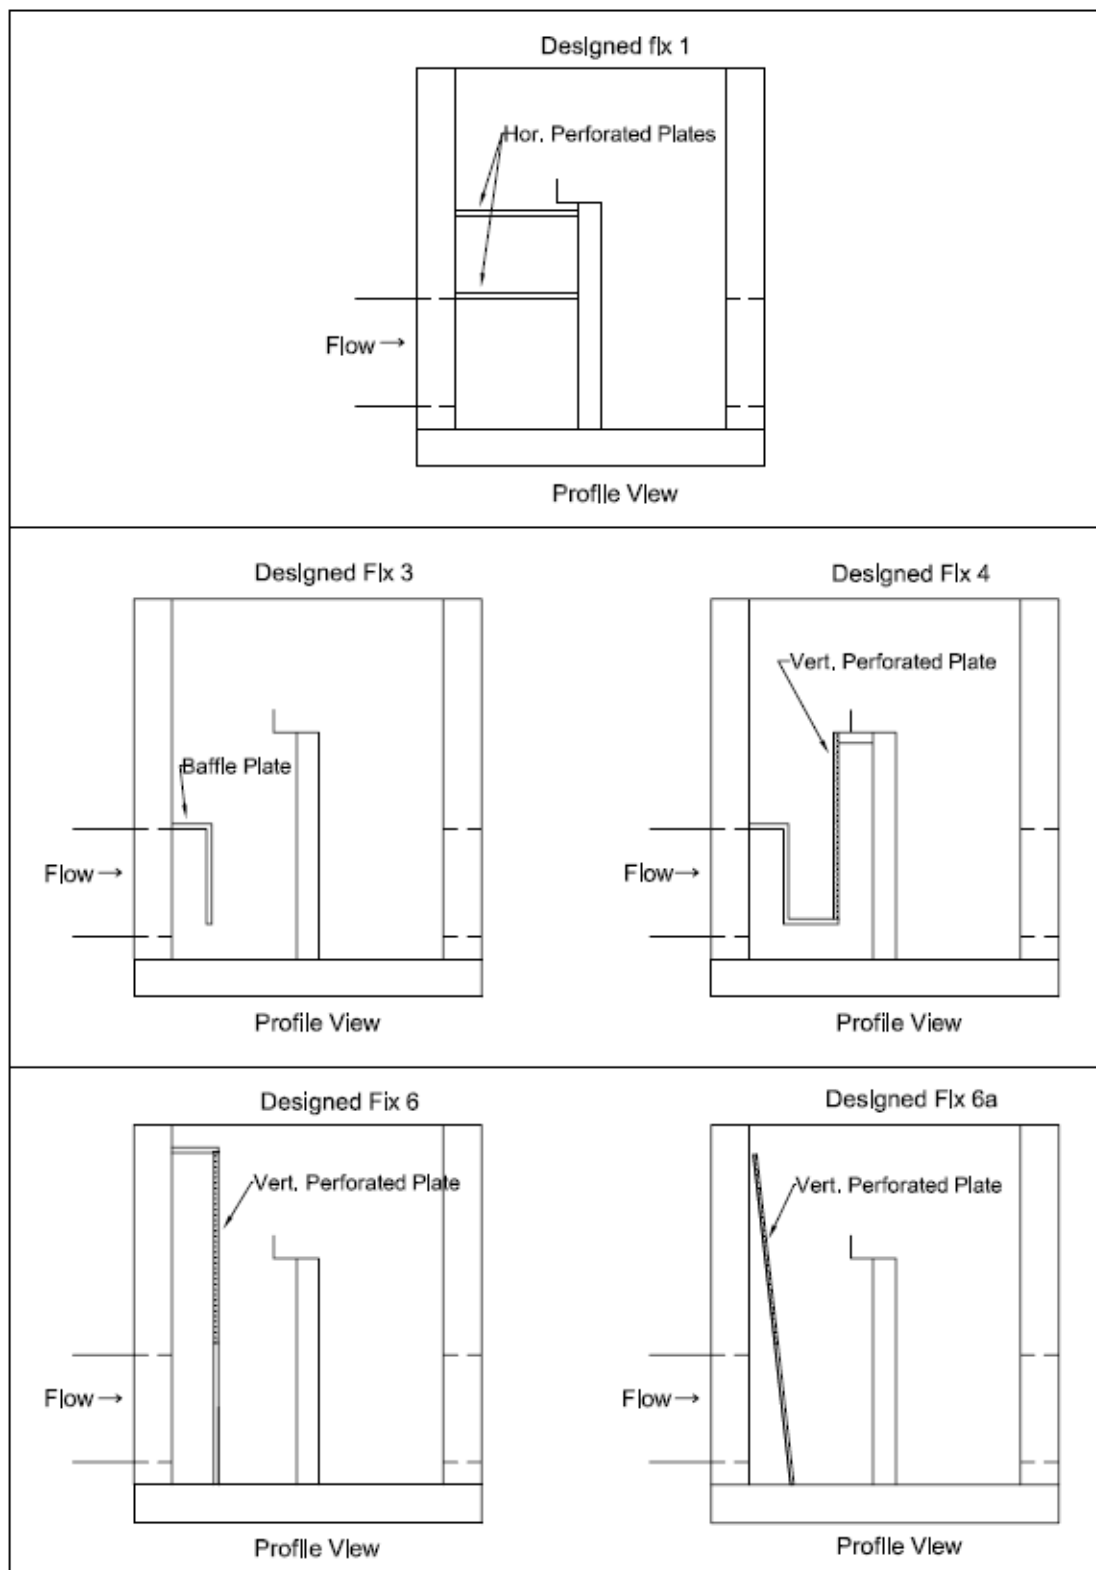 Designed fix 1
Hor. Perforated Plates
Flow
Profile View
Designed Fix 3
Baffle Plate
Flow
Profile View
Designed Fix 4
Vert. Perforated Plate
Flow
Profile View
Designed Fix 6
Vert. Perforated Plate
Flow
Profile View
Designed Fix 6a
Vert. Perforated Plate
Flow
Profile View